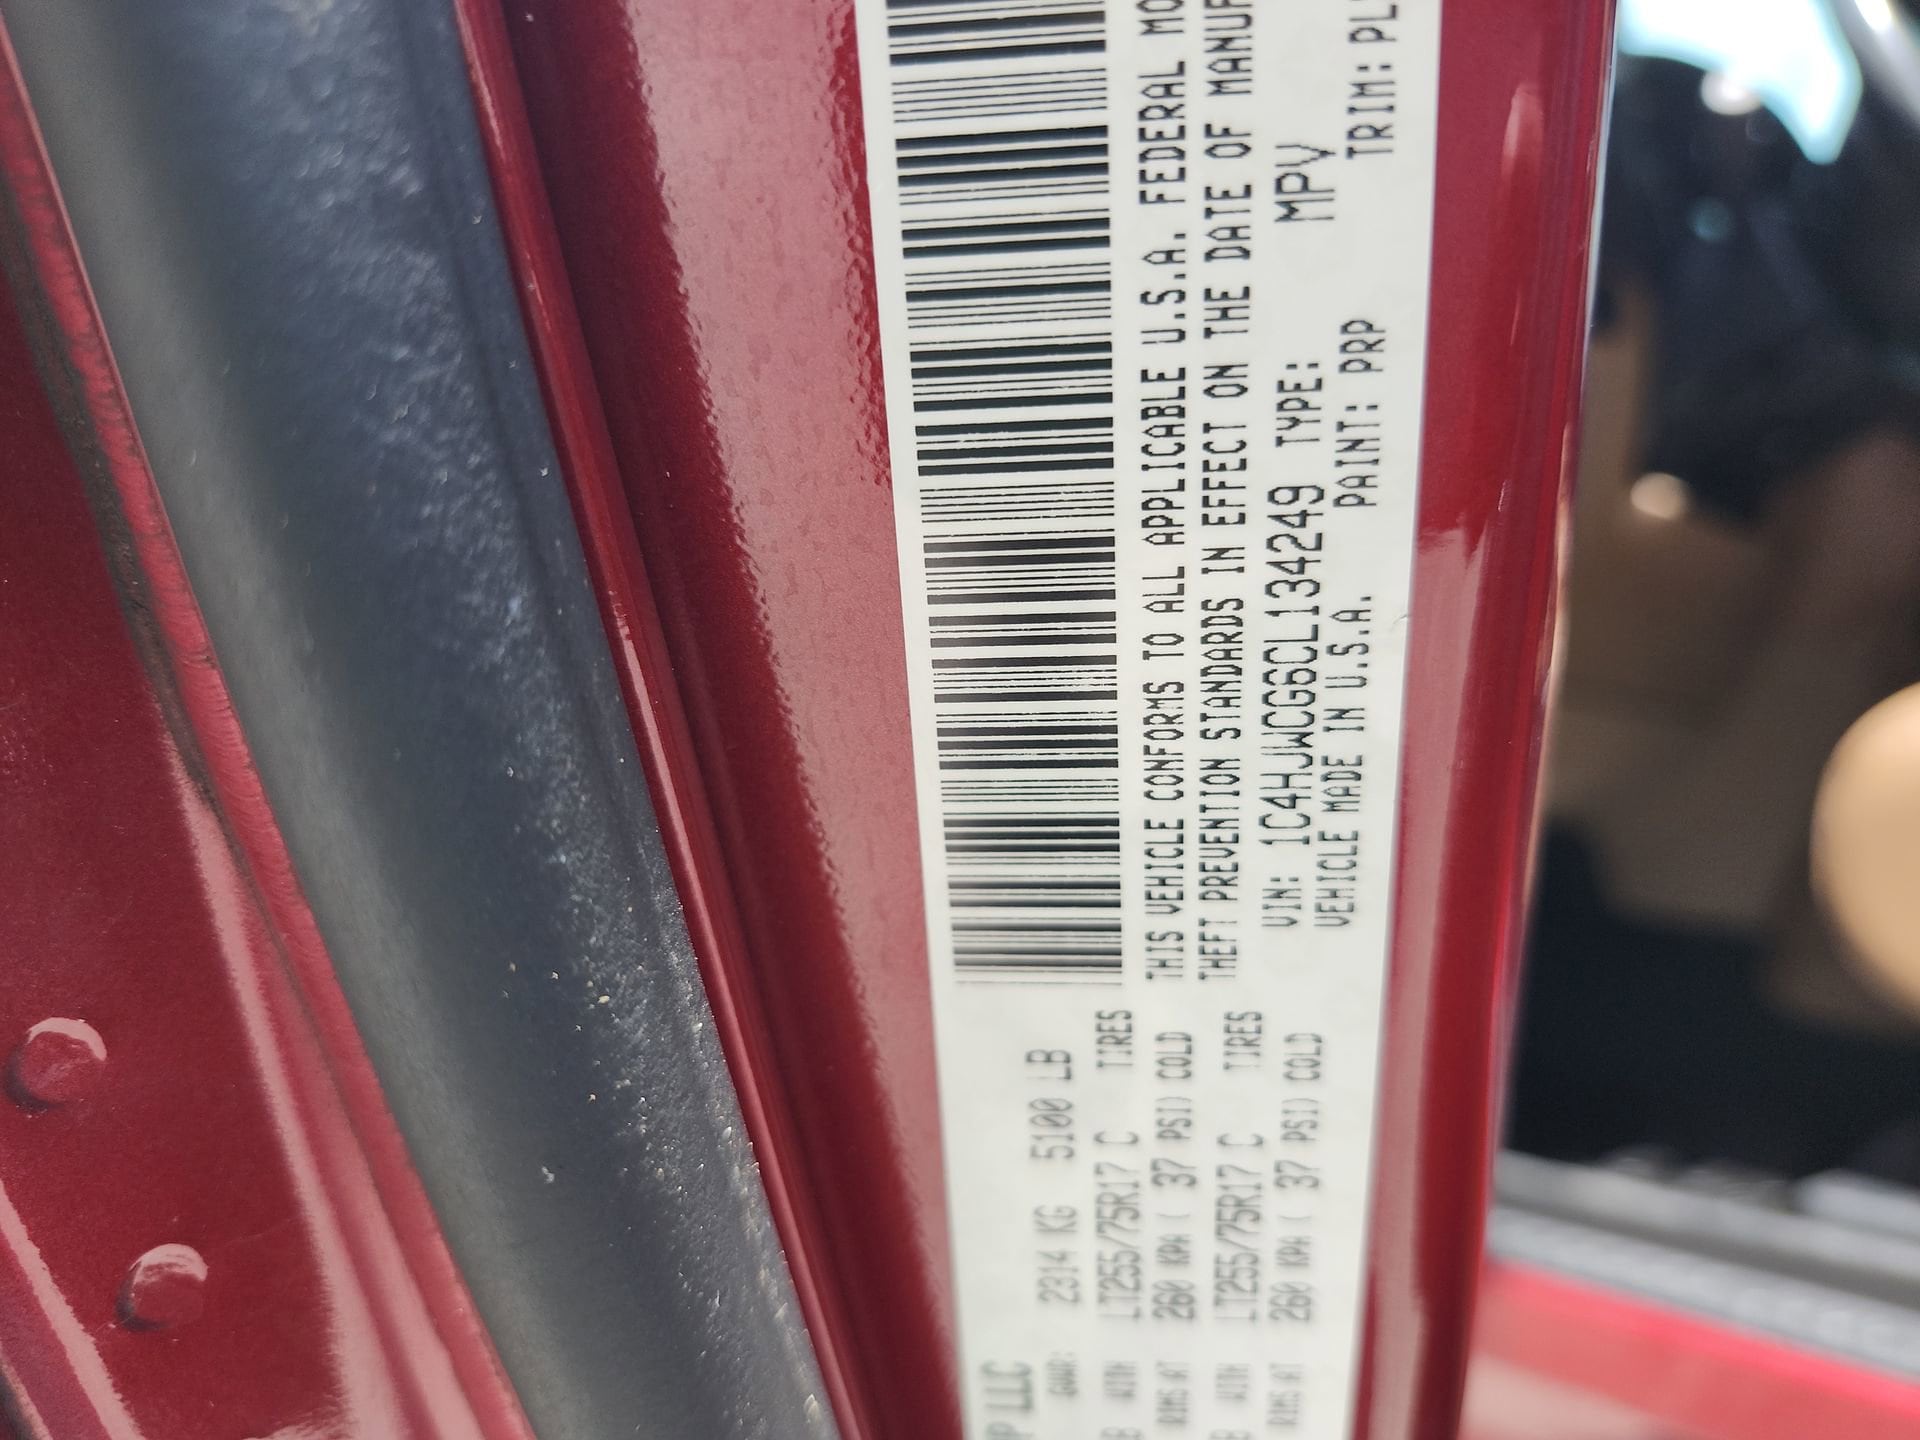 P LLC
GVWR: 2314 KG 5100 LB
WITH LT255/75R17 C TIRES
RIMS AT 260 KPA ( 37 PSI) COLD
WITH LT255/75R17 C TIRES
RIMS AT 260 KPA ( 37 PSI) COLD
THIS VEHICLE CONFORMS TO ALL APPLICABLE U.S.A. FEDERAL MO
THEFT PREVENTION STANDARDS IN EFFECT ON THE DATE OF MANUF
VIN: 1C4HJWCG6CL134249 TYPE: MPV
VEHICLE MADE IN U.S.A. PAINT: PRP TRIM: PL